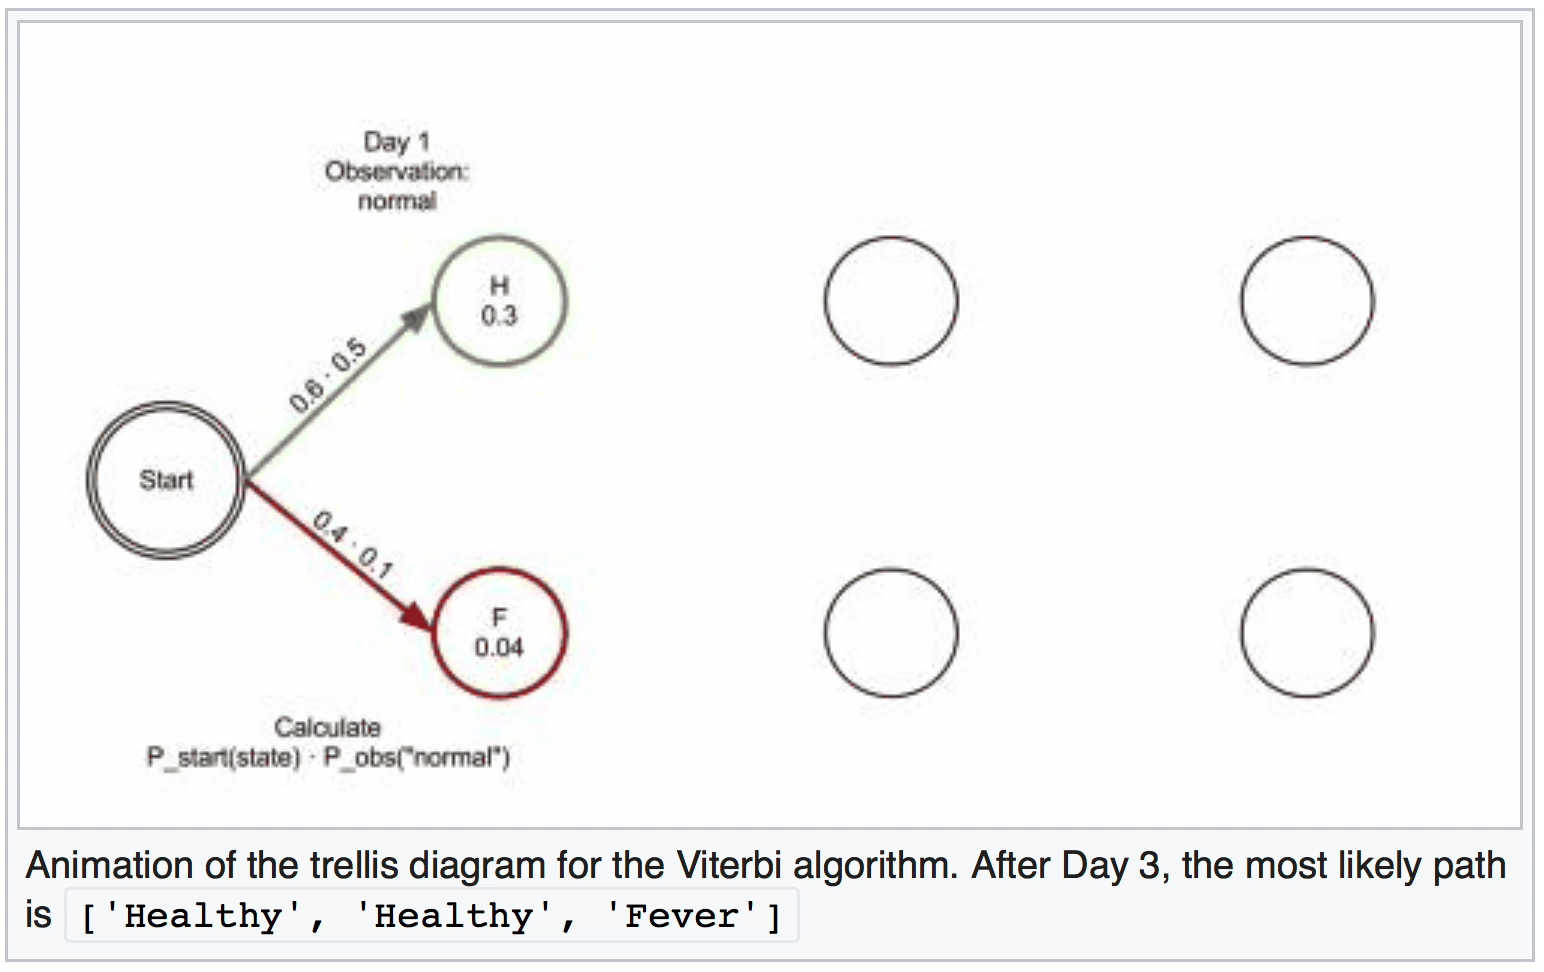 Day 1
Observation:
normal
H
0.3
0.6 · 0.5
Start
0.4 · 0.1
F
0.04
Calculate
P_start(state) · P_obs("normal")
Animation of the trellis diagram for the Viterbi algorithm. After Day 3, the most likely path
is ['Healthy', 'Healthy', 'Fever']